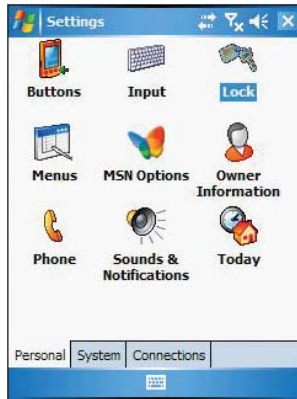 Settings
Buttons
Input
Lock
Menus
MSN Options
Owner
Information
Phone
Sounds &
Notifications
Today
Personal
System
Connections